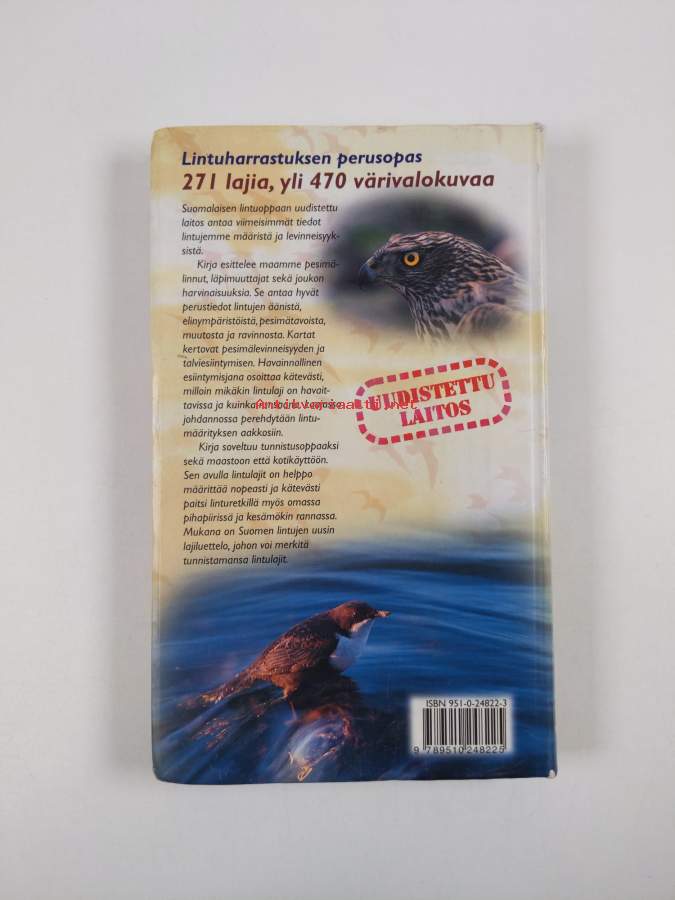 Lintuharrastuksen perusopas
271 lajia, yli 470 värivalokuvaa
Suomalaisen lintuoppaan uudistettu
laitos antaa viimeisimmät tiedot
lintujemme määristä ja levinneisyyk-
sistä.
Kirja esittelee maamme pesimä-
linnut, läpimuuttajat sekä joukon
harvinaisuuksia. Se antaa hyvät
perustiedot lintujen äänistä,
elinympäristöistä, pesimätavoista,
muutosta ja ravinnosta. Kartat
kertovat pesimälevinneisyyden ja
talviesiintymisen. Havainnollinen
esiintymisjana osoittaa kätevästi,
milloin mikäkin lintulaji on havait-
tavissa ja kuinka
Antikvariaatti.net
johdannossa perehdytään lintu-
määrityksen aakkosiin.
Kirja soveltuu tunnistusoppaaksi
sekä maastoon että kotikäyttöön.
Sen avulla lintulajit on helppo
määrittää nopeasti ja kätevästi
paitsi linturetkillä myös omassa
pihapiirissä ja kesämökin rannassa.
Mukana on Suomen lintujen uusin
lajiluettelo, johon voi merkitä
tunnistamansa lintulajit.
UUDISTETTU
LAITOS
ISBN 951-0-24822-3
9 789510 248225